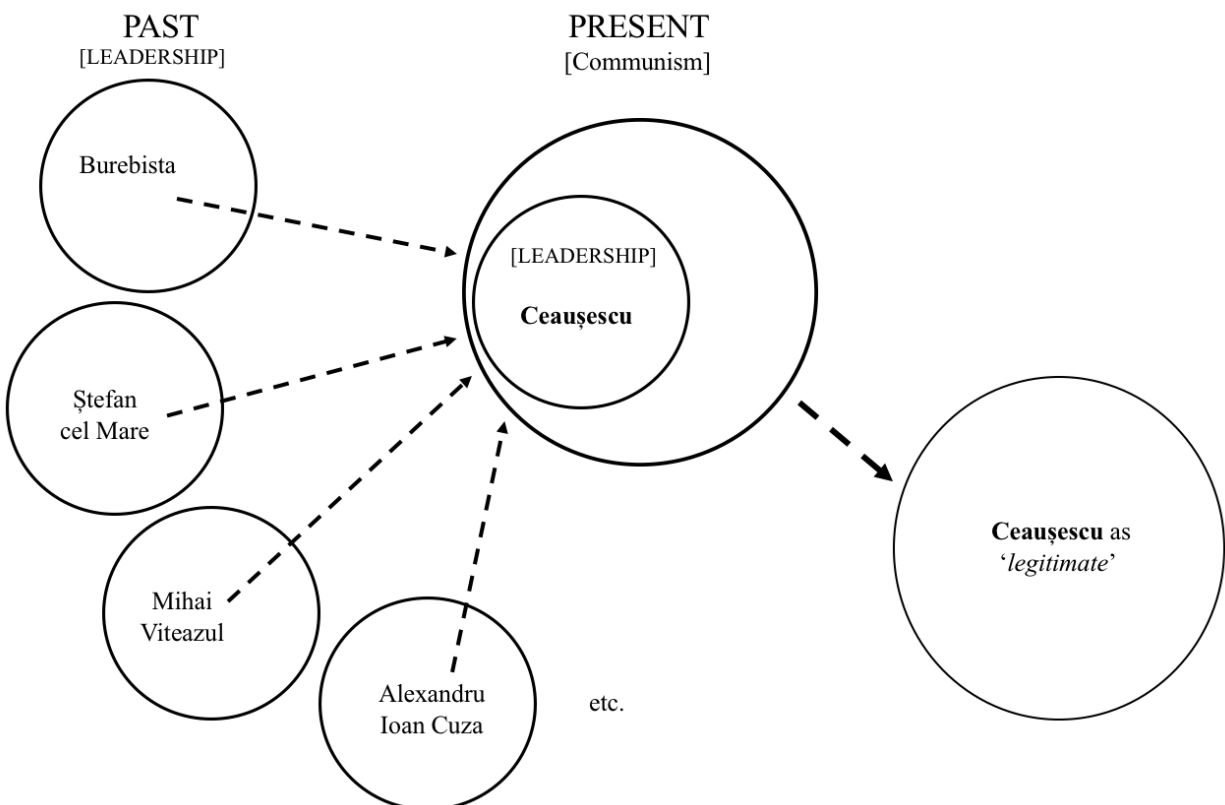 PAST
[LEADERSHIP]
PRESENT
[Communism]
Burebista
[LEADERSHIP]
Ceaușescu
Ștefan
cel Mare
Ceaușescu as
‘legitimate’
Mihai
Viteazul
Alexandru
Ioan Cuza
etc.